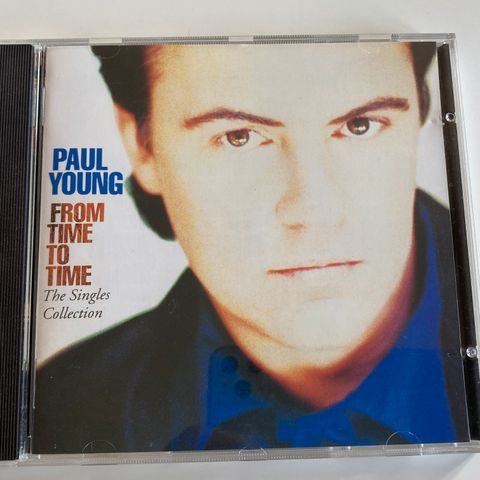 PAUL
YOUNG
FROM
TIME
TO
TIME
The Singles
Collection